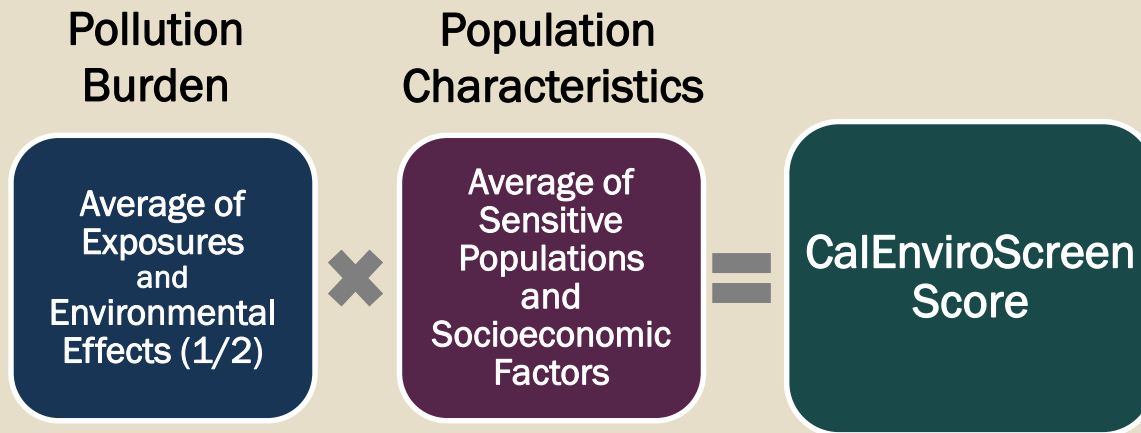 Pollution
Burden
Population
Characteristics
Average of
Exposures
and
Environmental
Effects (1/2)
Average of
Sensitive
Populations
and
Socioeconomic
Factors
CalEnviroScreen
Score